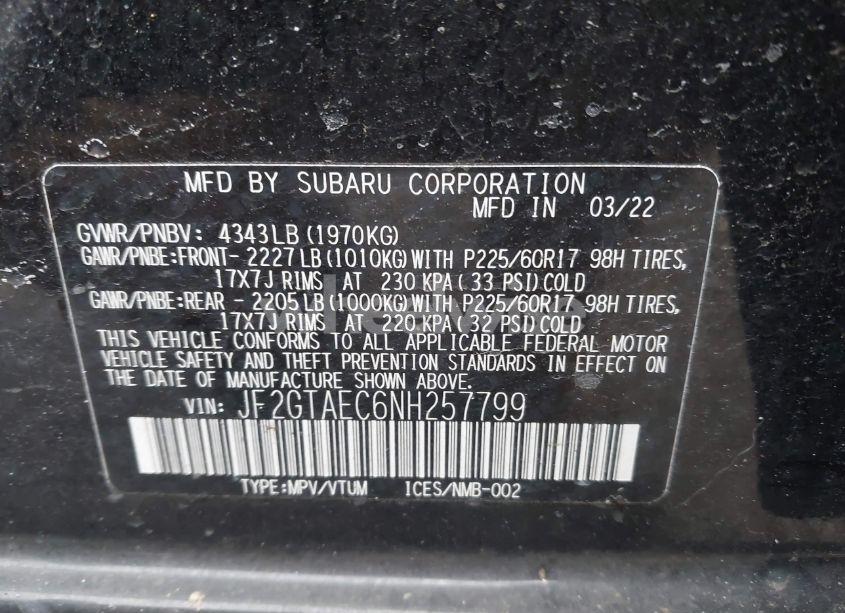 MFD BY SUBARU CORPORATION
MFD IN 03/22
GVWR/PNBV: 4343LB(1970KG)
GAWR/PNBE:FRONT- 2227LB(1010KG)WITH P225/60R17 98H TIRES,
17X7J RIMS AT 230 KPA( 33 PSI)COLD
GAWR/PNBE:REAR - 2205LB(1000KG)WITH P225/60R17 98H TIRES,
17X7J RIMS AT 220 KPA( 32 PSI)COLD
THIS VEHICLE CONFORMS TO ALL APPLICABLE FEDERAL MOTOR
VEHICLE SAFETY AND THEFT PREVENTION STANDARDS IN EFFECT ON
THE DATE OF MANUFACTURE SHOWN ABOVE.
VIN: JF2GTAEC6NH257799
TYPE:MPV/VTUM ICES/NMB-002